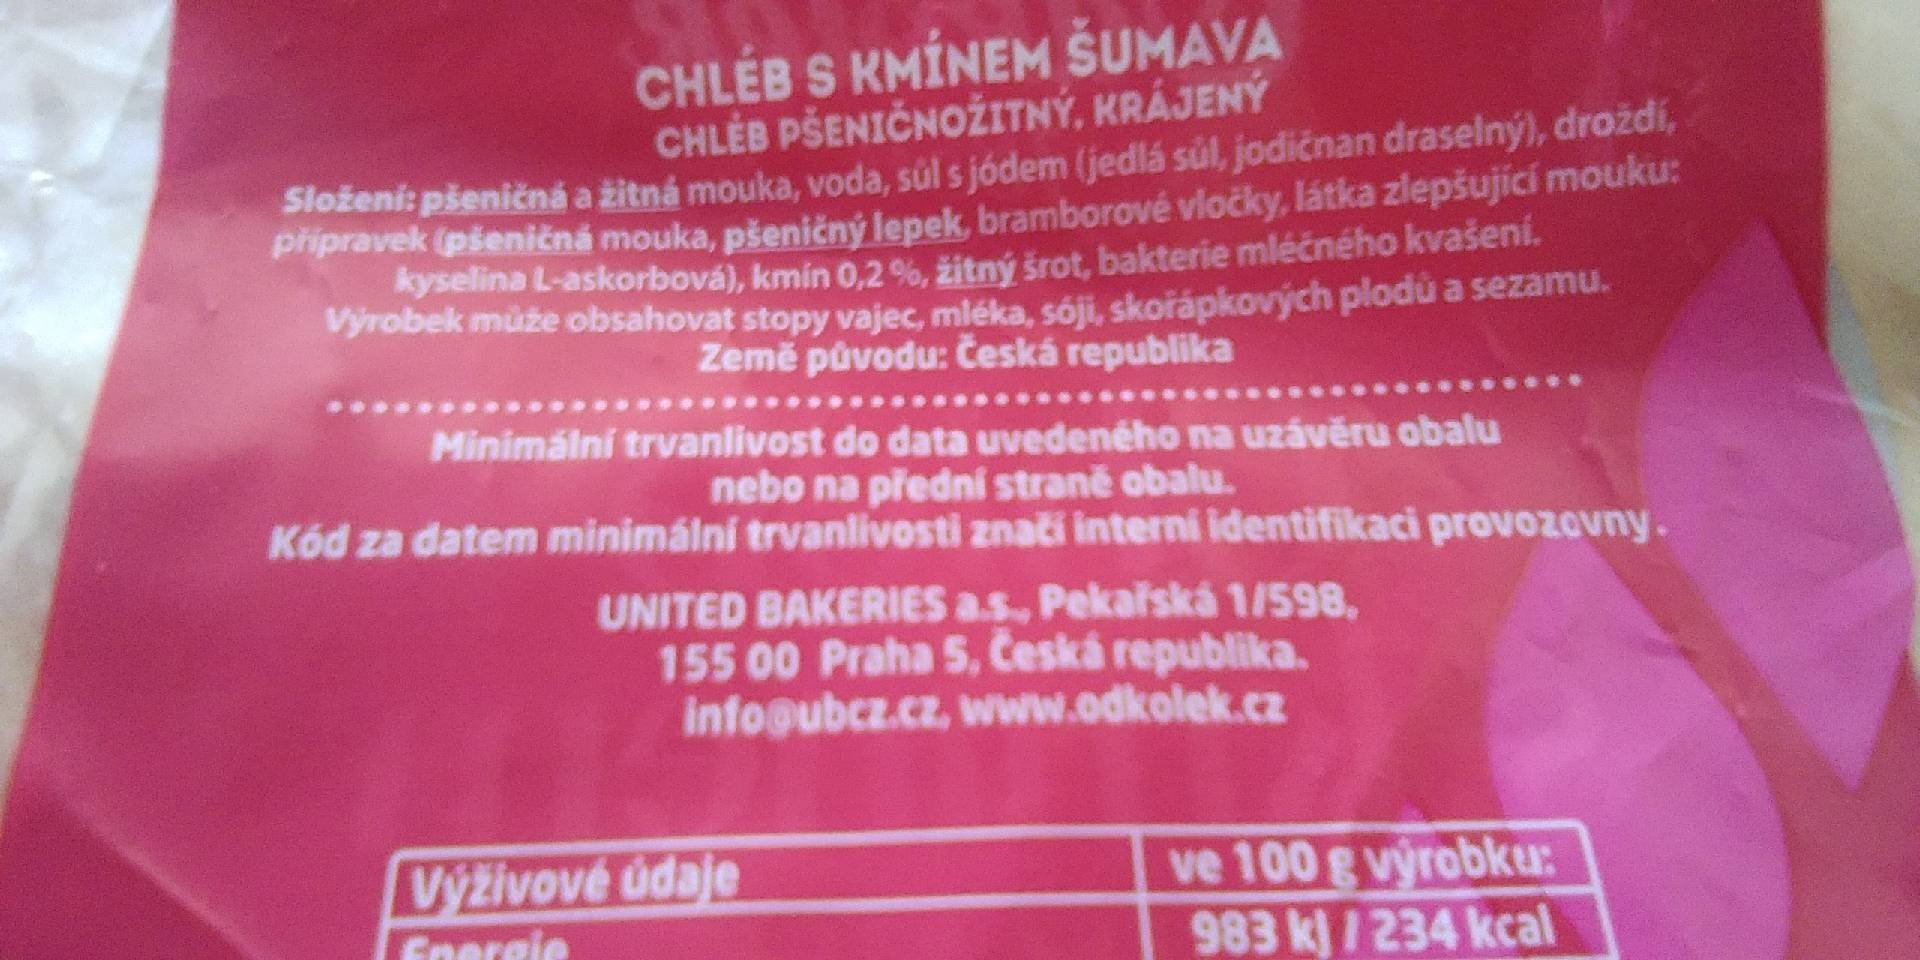 CHLÉB S KMÍNEM ŠUMAVA
CHLÉB PŠENIČNOŽITNÝ, KRÁJENÝ
Složení: pšeničná a žitná mouka, voda, sůl s jódem (jedlá sůl, jodičnan draselný), droždí,
přípravek (pšeničná mouka, pšeničný lepek, bramborové vločky, látka zlepšující mouku:
kyselina L-askorbová), kmín 0,2 %, žitný šrot, bakterie mléčného kvašení.
Výrobek může obsahovat stopy vajec, mléka, sóji, skořápkových plodů a sezamu.
Země původu: Česká republika
Minimální trvanlivost do data uvedeného na uzávěru obalu
nebo na přední straně obalu.
Kód za datem minimální trvanlivosti značí interní identifikaci provozovny.
UNITED BAKERIES a.s., Pekařská 1/598,
155 00 Praha 5, Česká republika.
info@ubcz.cz, www.odkolek.cz
Výživové údaje ve 100 g výrobku:
Energie 983 kJ / 234 kcal